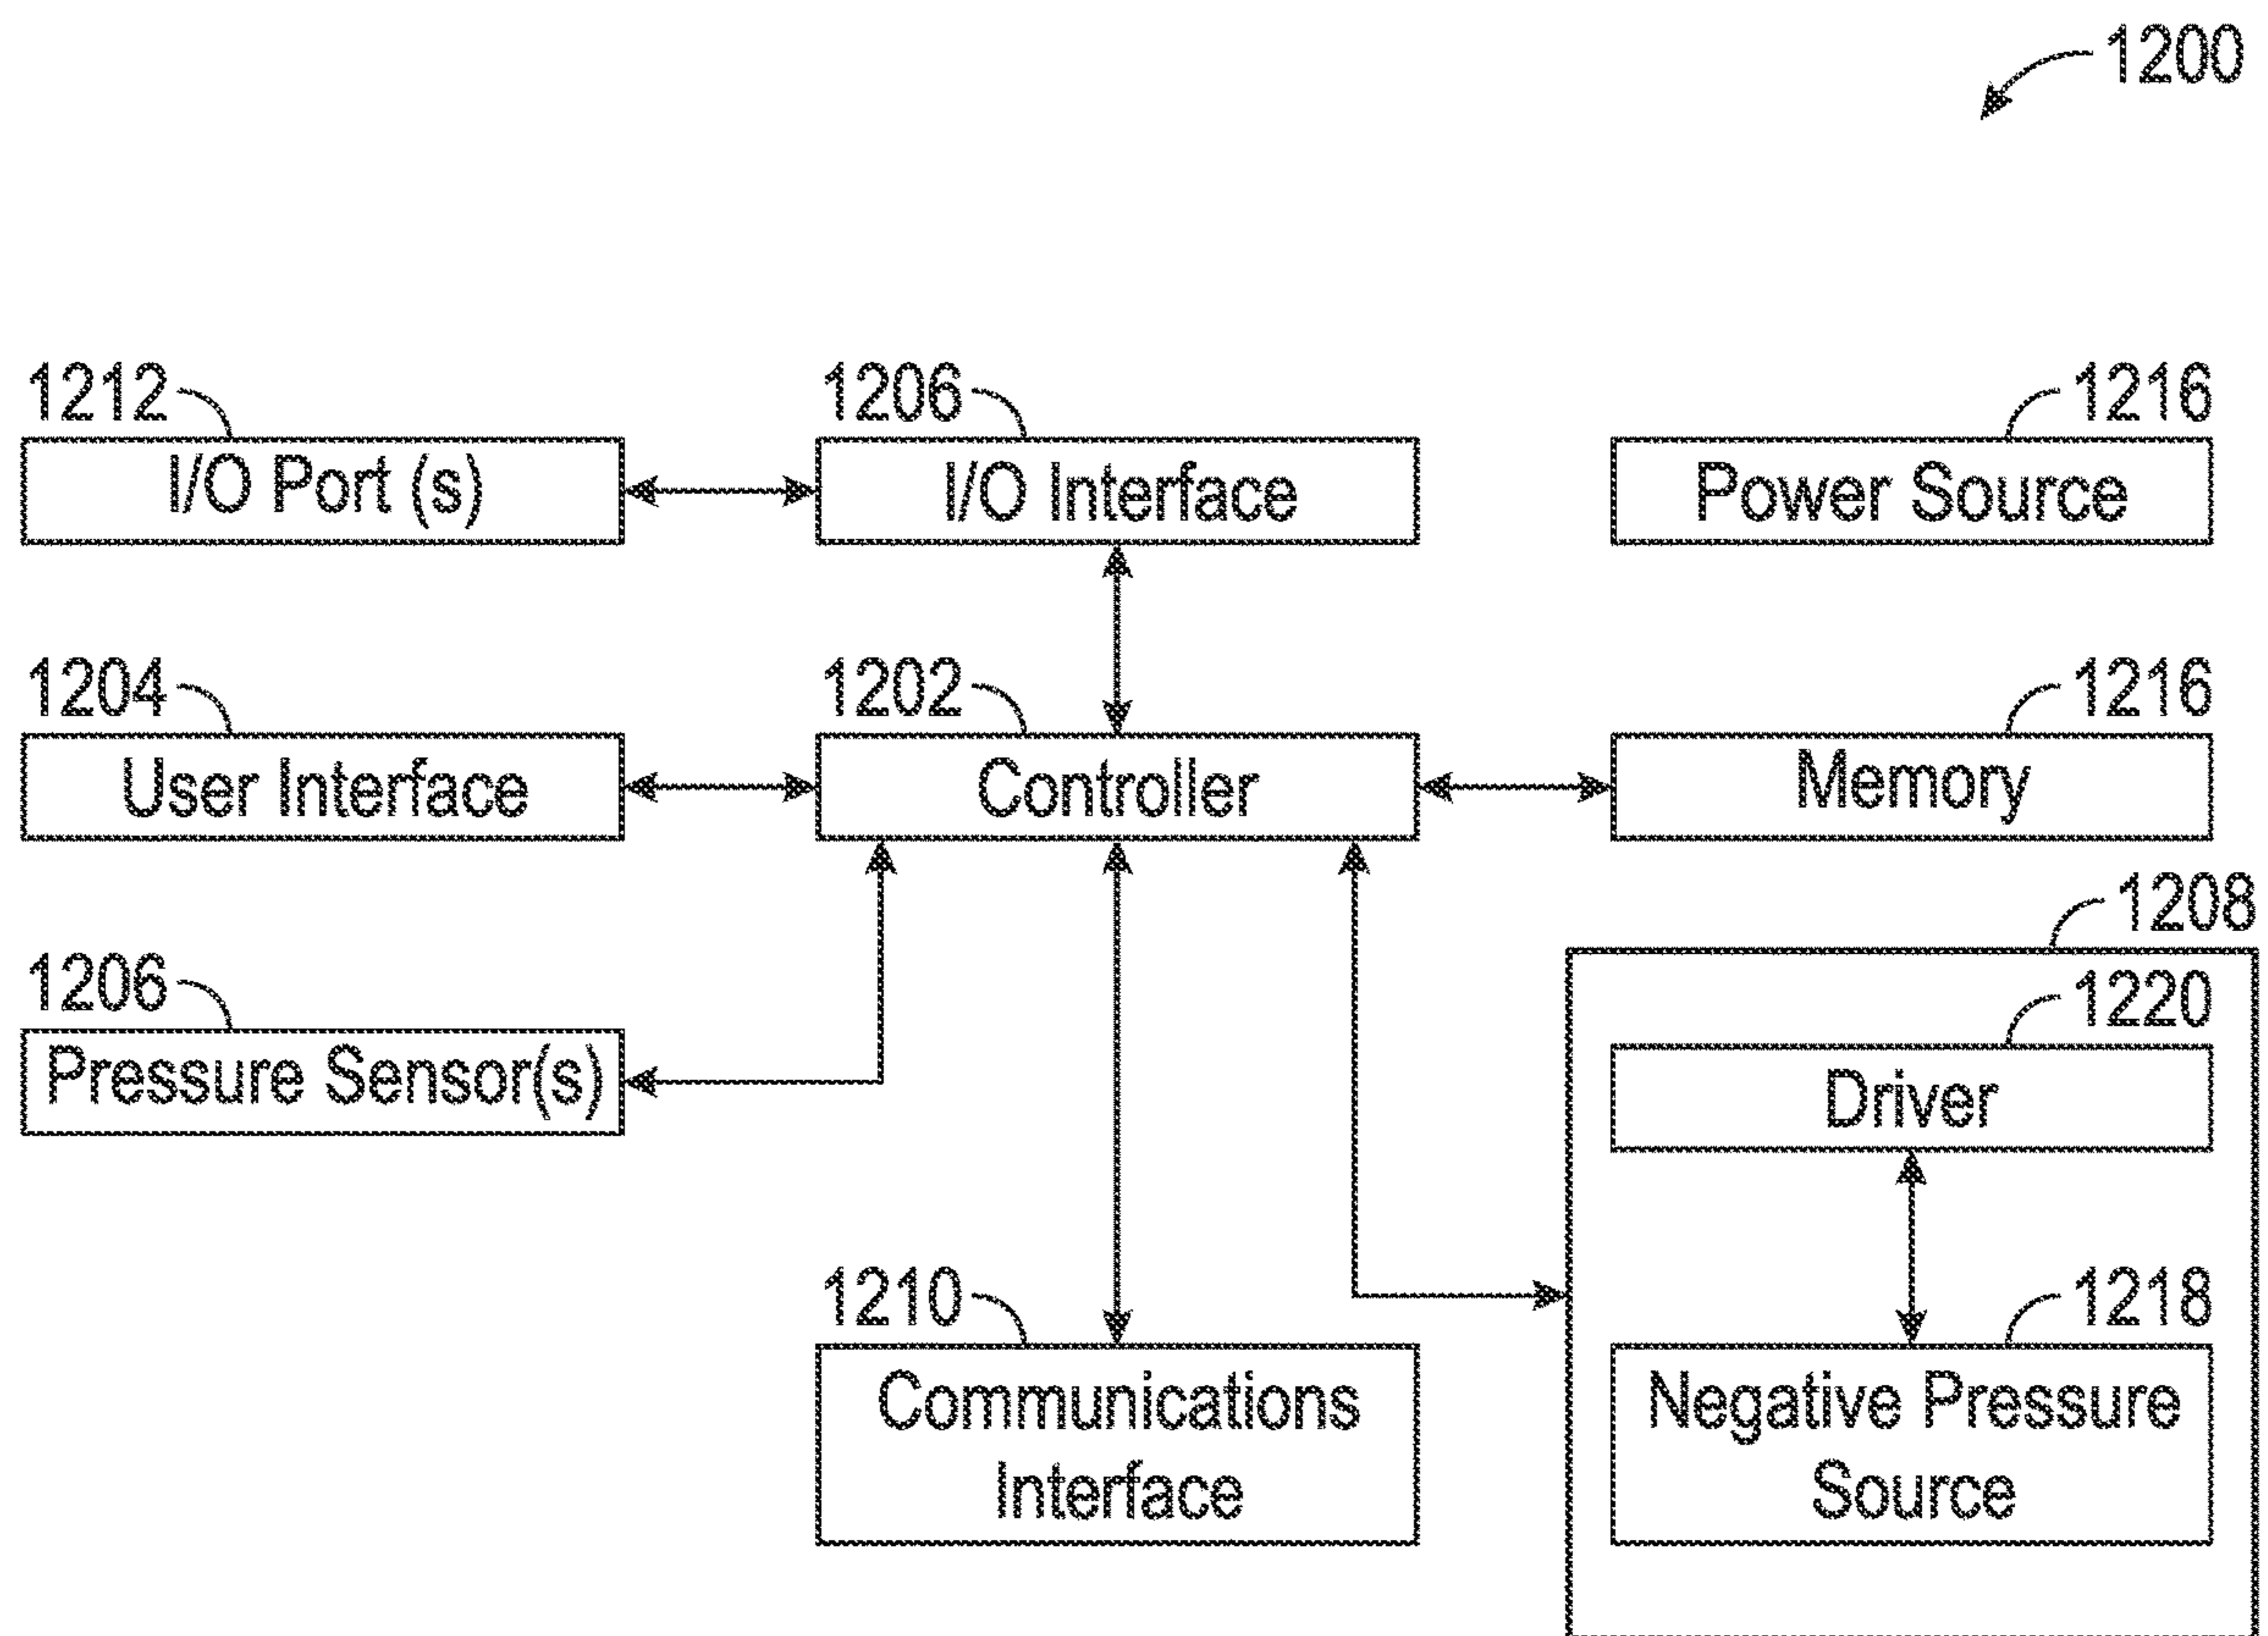 1200
1212
I/O Port (s)
1206
I/O Interface
1216
Power Source
1204
User Interface
1202
Controller
1216
Memory
1206
Pressure Sensor(s)
1208
1220
Driver
1210
Communications
Interface
1218
Negative Pressure
Source